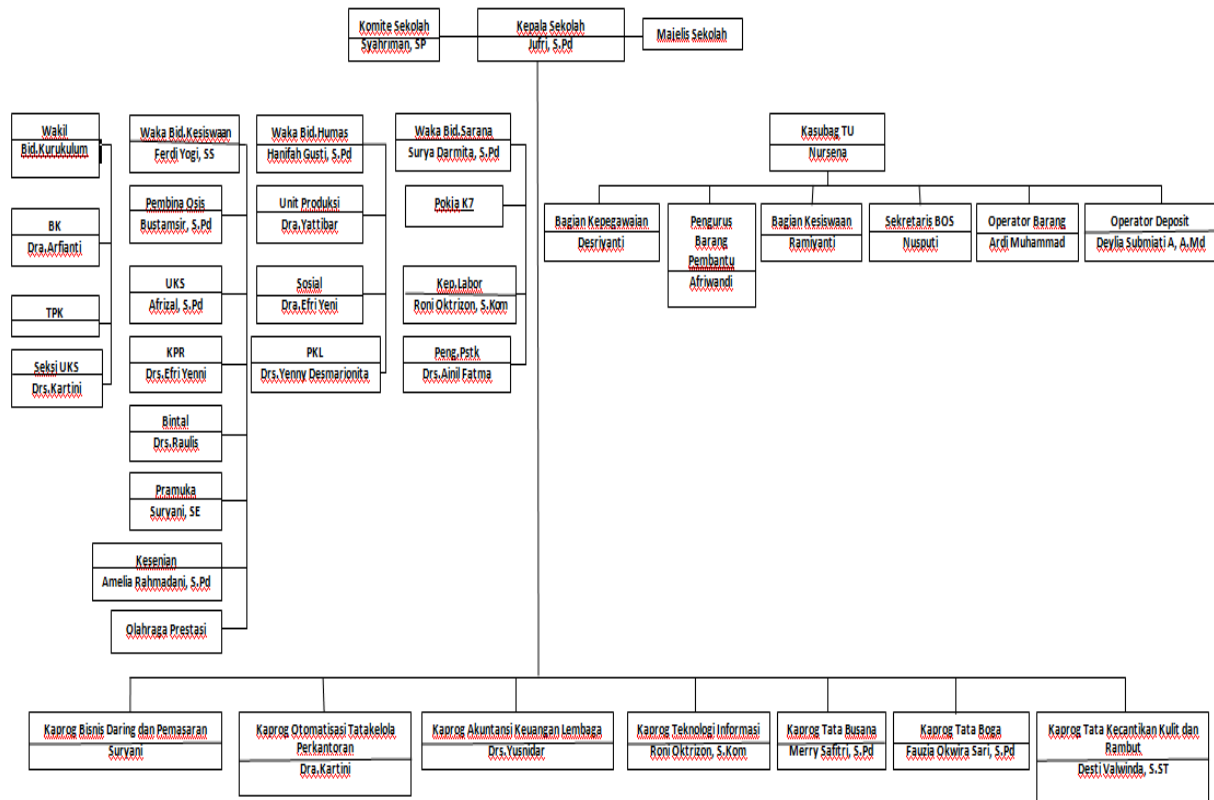 Komite Sekolah
Syahriman, SP
Kepala Sekolah
Jufri, S.Pd
Majelis Sekolah
Wakil
Bid.Kurukulum
Waka Bid.Kesiswaan
Ferdi Yogi, SS
Waka Bid.Humas
Hanifah Gusti, S.Pd
Waka Bid.Sarana
Surya Darmita, S.Pd
Kasubag TU
Nursena
BK
Dra.Arfianti
TPK
Seksi UKS
Drs.Kartini
Pembina Osis
Bustamsir, S.Pd
UKS
Afrizal, S.Pd
KPR
Drs.Efri Yenni
Bintal
Drs.Raulis
Pramuka
Suryani, SE
Kesenian
Amelia Rahmadani, S.Pd
Olahraga Prestasi
Unit Produksi
Dra.Yattibar
Sosial
Dra.Efri Yeni
PKL
Drs.Yenny Desmarionita
Pokja K7
Kep.Labor
Roni Oktrizon, S.Kom
Peng.Pstk
Drs.Ainil Fatma
Bagian Kepegawaian
Desriyanti
Pengurus
Barang
Pembantu
Afriwandi
Bagian Kesiswaan
Ramiyanti
Sekretaris BOS
Nusputi
Operator Barang
Ardi Muhammad
Operator Deposit
Deylia Submiati A, A.Md
Kaprog Bisnis Daring dan Pemasaran
Suryani
Kaprog Otomatisasi Tatakelola
Perkantoran
Dra.Kartini
Kaprog Akuntansi Keuangan Lembaga
Drs.Yusnidar
Kaprog Teknologi Informasi
Roni Oktrizon, S.Kom
Kaprog Tata Busana
Merry Safitri, S.Pd
Kaprog Tata Boga
Fauzia Okwira Sari, S.Pd
Kaprog Tata Kecantikan Kulit dan
Rambut
Desti Valwinda, S.ST